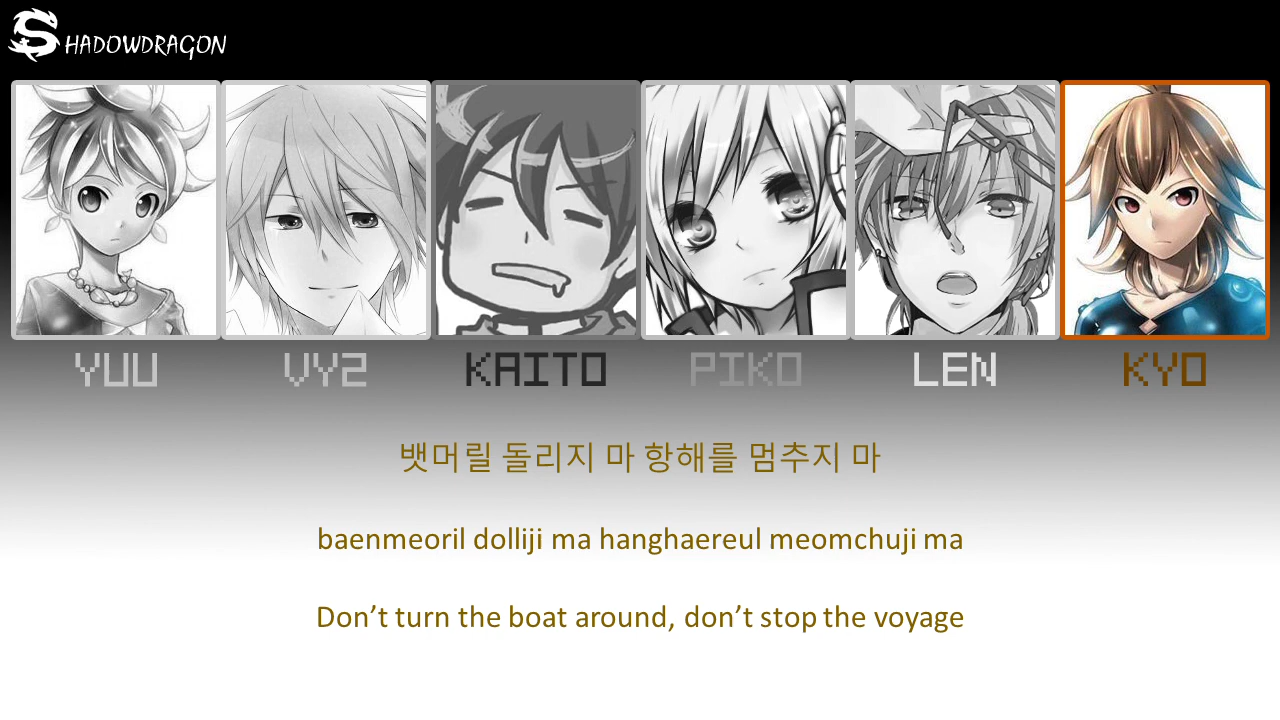 SHADOWDRAGON
YUU VY2 KAITO PIKO LEN KYO
뱃머릴 돌리지 마 항해를 멈추지 마
baenmeoril dolliji ma hanghaereul meomchuji ma
Don’t turn the boat around, don’t stop the voyage